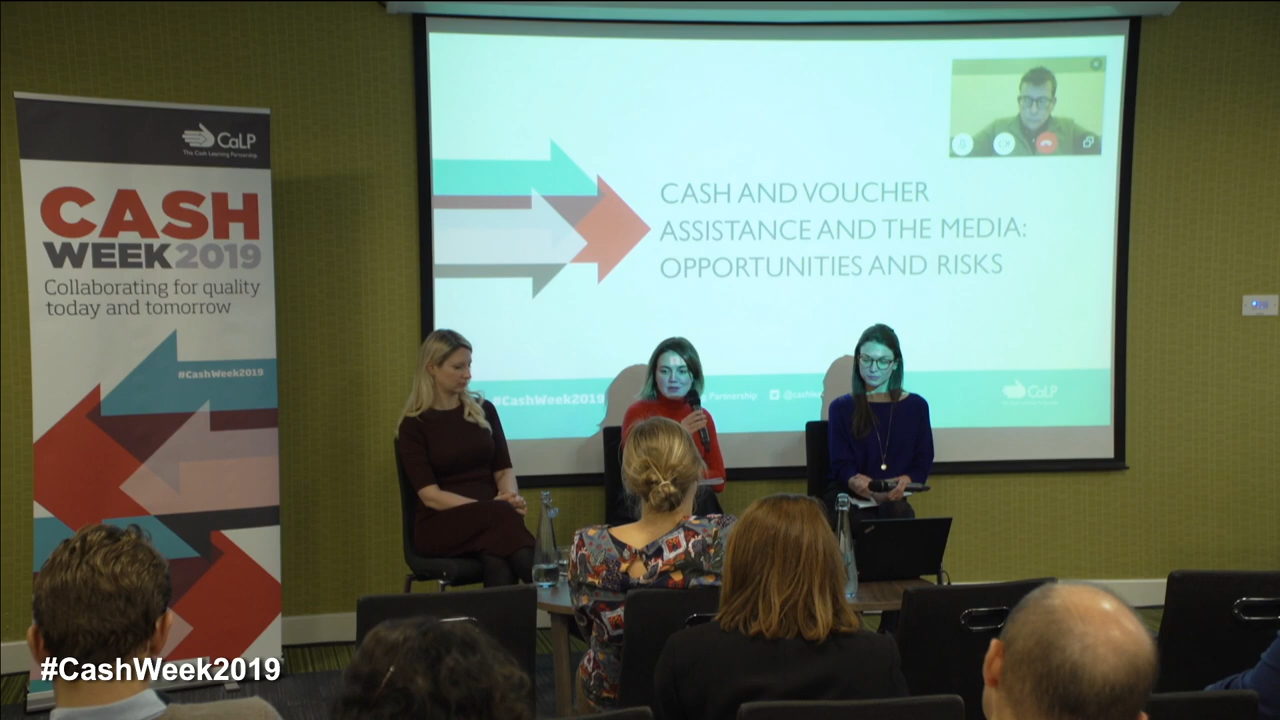 CaLP
The Cash Learning Partnership
CASH
WEEK2019
Collaborating for quality
today and tomorrow
#CashWeek2019
CASH AND VOUCHER
ASSISTANCE AND THE MEDIA:
OPPORTUNITIES AND RISKS
#CashWeek2019
Partnership
CaLP
#CashWeek2019